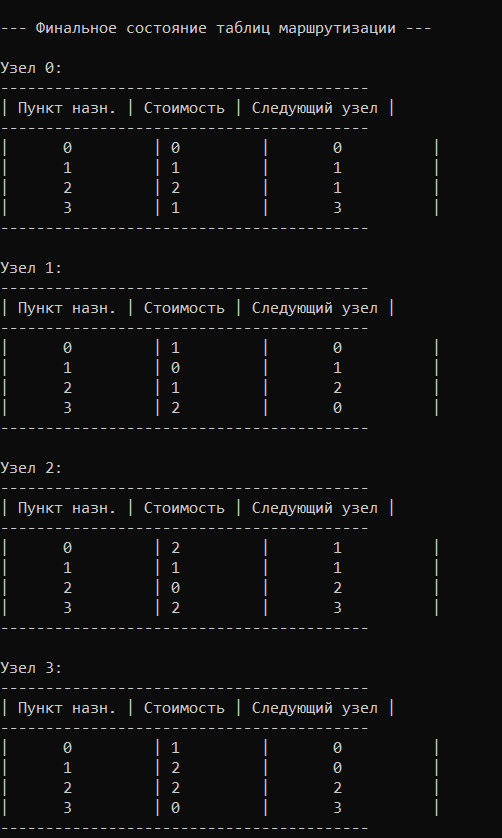 --- Финальное состояние таблиц маршрутизации ---
Узел 0:
-----------------------------------------
| Пункт назн. | Стоимость | Следующий узел |
-----------------------------------------
|      0         | 0         |       0          |
|      1         | 1         |       1          |
|      2         | 2         |       1          |
|      3         | 1         |       3          |
-----------------------------------------
Узел 1:
-----------------------------------------
| Пункт назн. | Стоимость | Следующий узел |
-----------------------------------------
|      0         | 1         |       0          |
|      1         | 0         |       1          |
|      2         | 1         |       2          |
|      3         | 2         |       0          |
-----------------------------------------
Узел 2:
-----------------------------------------
| Пункт назн. | Стоимость | Следующий узел |
-----------------------------------------
|      0         | 2         |       1          |
|      1         | 1         |       1          |
|      2         | 0         |       2          |
|      3         | 2         |       3          |
-----------------------------------------
Узел 3:
-----------------------------------------
| Пункт назн. | Стоимость | Следующий узел |
-----------------------------------------
|      0         | 1         |       0          |
|      1         | 2         |       0          |
|      2         | 2         |       2          |
|      3         | 0         |       3          |
-----------------------------------------